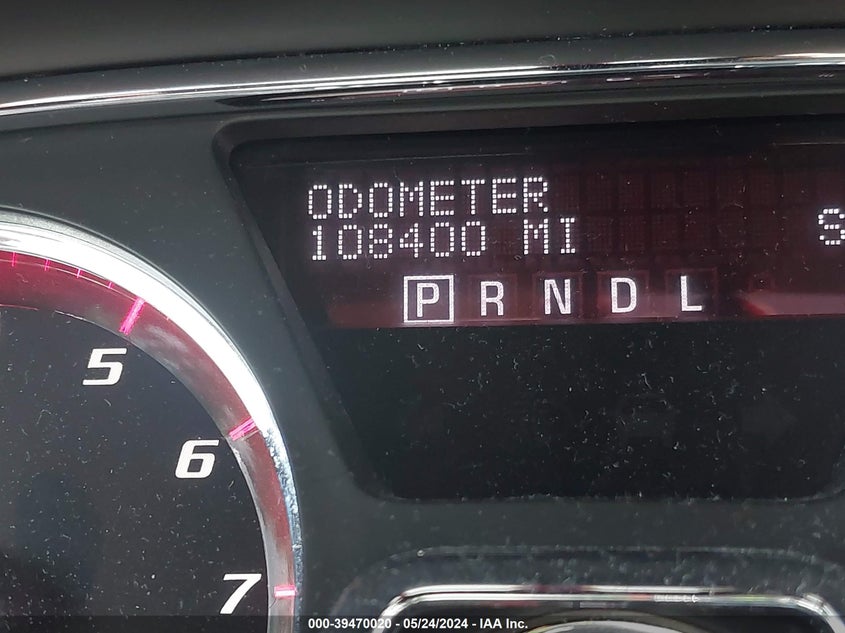 ODOMETER
108400 MI
S
P R N D L
5
6
7
000-39470020 - 05/24/2024 - IAA Inc.